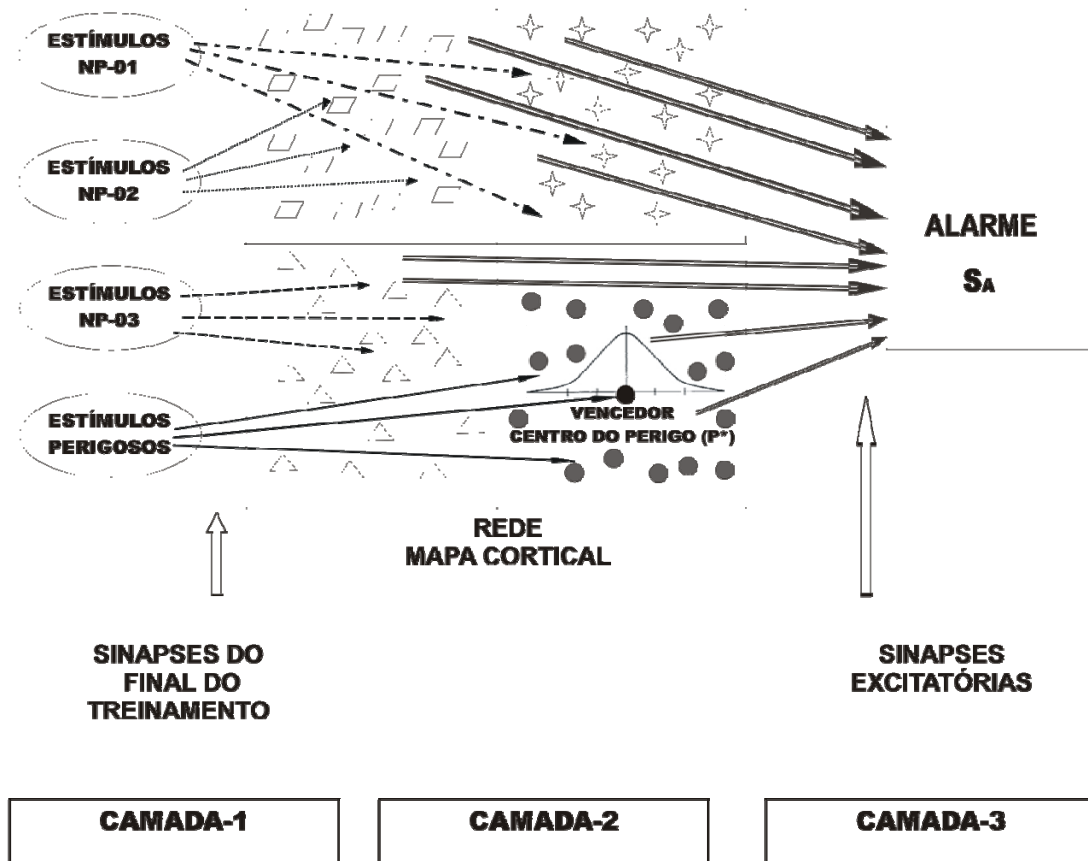 ESTÍMULOS
NP-01
ESTÍMULOS
NP-02
ALARME
SA
ESTÍMULOS
NP-03
ESTÍMULOS
PERIGOSOS
VENCEDOR
CENTRO DO PERIGO (P*)
REDE
MAPA CORTICAL
SINAPSES DO
FINAL DO
TREINAMENTO
SINAPSES
EXCITATÓRIAS
CAMADA-1
CAMADA-2
CAMADA-3